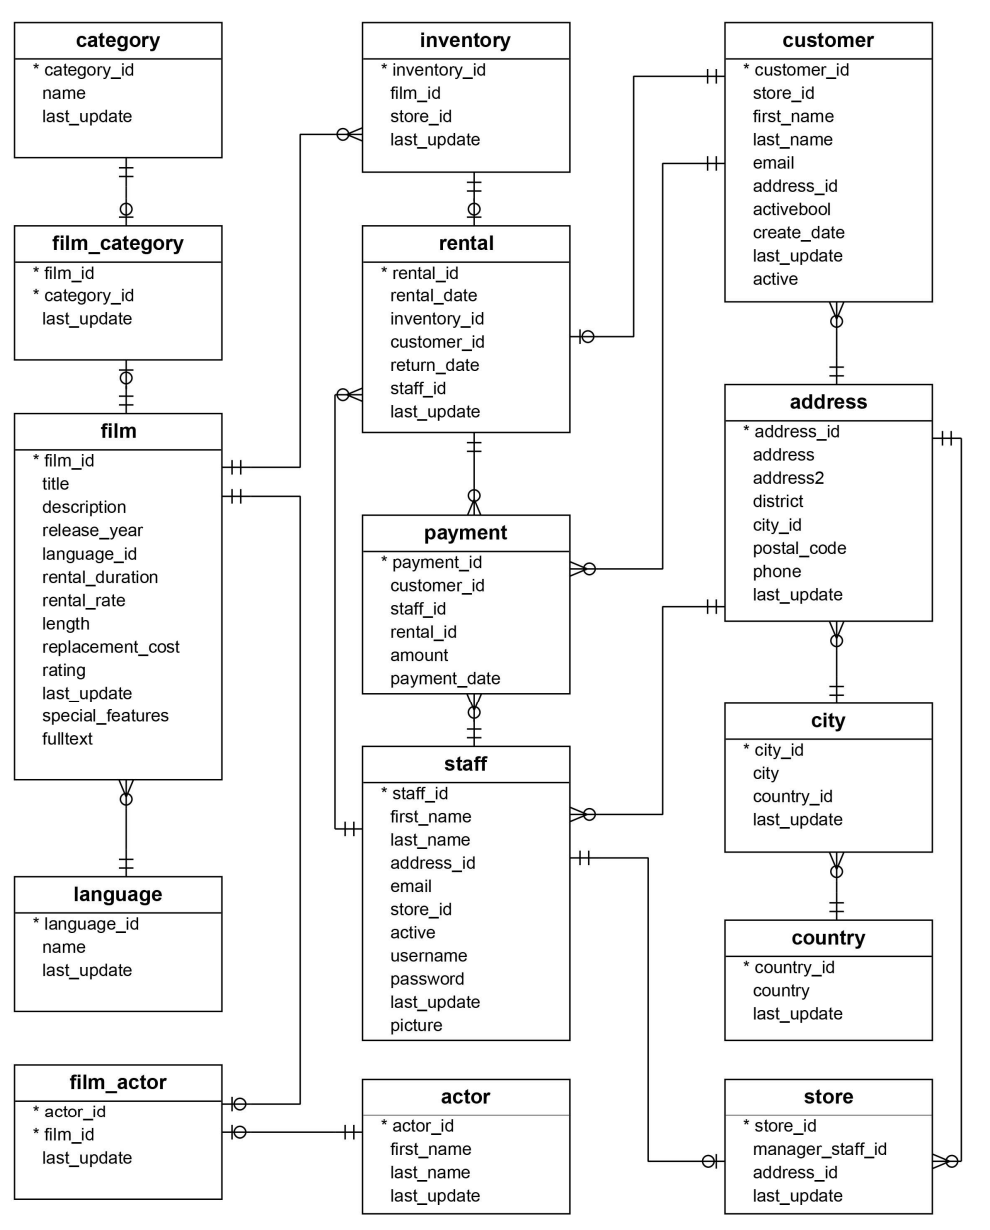 category
* category_id
name
last_update
film_category
* film_id
* category_id
last_update
film
* film_id
title
description
release_year
language_id
rental_duration
rental_rate
length
replacement_cost
rating
last_update
special_features
fulltext
language
* language_id
name
last_update
film_actor
* actor_id
* film_id
last_update
inventory
* inventory_id
film_id
store_id
last_update
rental
* rental_id
rental_date
inventory_id
customer_id
return_date
staff_id
last_update
payment
* payment_id
customer_id
staff_id
rental_id
amount
payment_date
staff
* staff_id
first_name
last_name
address_id
email
store_id
active
username
password
last_update
picture
actor
* actor_id
first_name
last_name
last_update
customer
* customer_id
store_id
first_name
last_name
email
address_id
activebool
create_date
last_update
active
address
* address_id
address
address2
district
city_id
postal_code
phone
last_update
city
* city_id
city
country_id
last_update
country
* country_id
country
last_update
store
* store_id
manager_staff_id
address_id
last_update